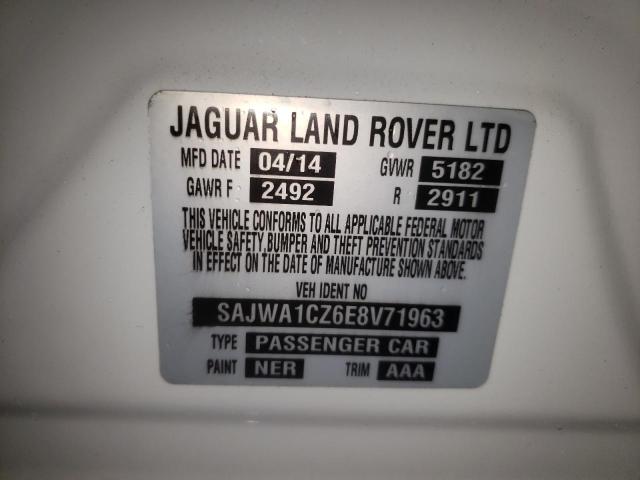 JAGUAR LAND ROVER LTD
MFD DATE 04/14 GVWR 5182
GAWR F 2492 R 2911
THIS VEHICLE CONFORMS TO ALL APPLICABLE FEDERAL MOTOR
VEHICLE SAFETY,BUMPER AND THEFT PREVENTION STANDARDS
IN EFFECT ON THE DATE OF MANUFACTURE SHOWN ABOVE.
VEH IDENT NO
SAJWA1CZ6E8V71963
TYPE PASSENGER CAR
PAINT NER TRIM AAA